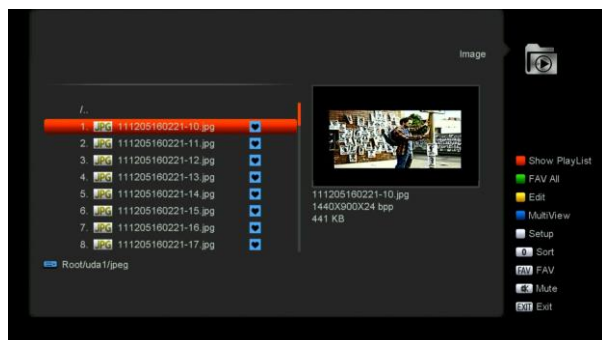 Image
/..
1. JPG 111205160221-10.jpg
2. JPG 111205160221-11.jpg
3. JPG 111205160221-12.jpg
4. JPG 111205160221-13.jpg
5. JPG 111205160221-14.jpg
6. JPG 111205160221-15.jpg
7. JPG 111205160221-16.jpg
8. JPG 111205160221-17.jpg
Root/uda1/jpeg
111205160221-10.jpg
1440X900X24 bpp
441 KB
Show PlayList
FAV All
Edit
MultiView
Setup
0 Sort
FAV FAV
Mute
EXIT Exit